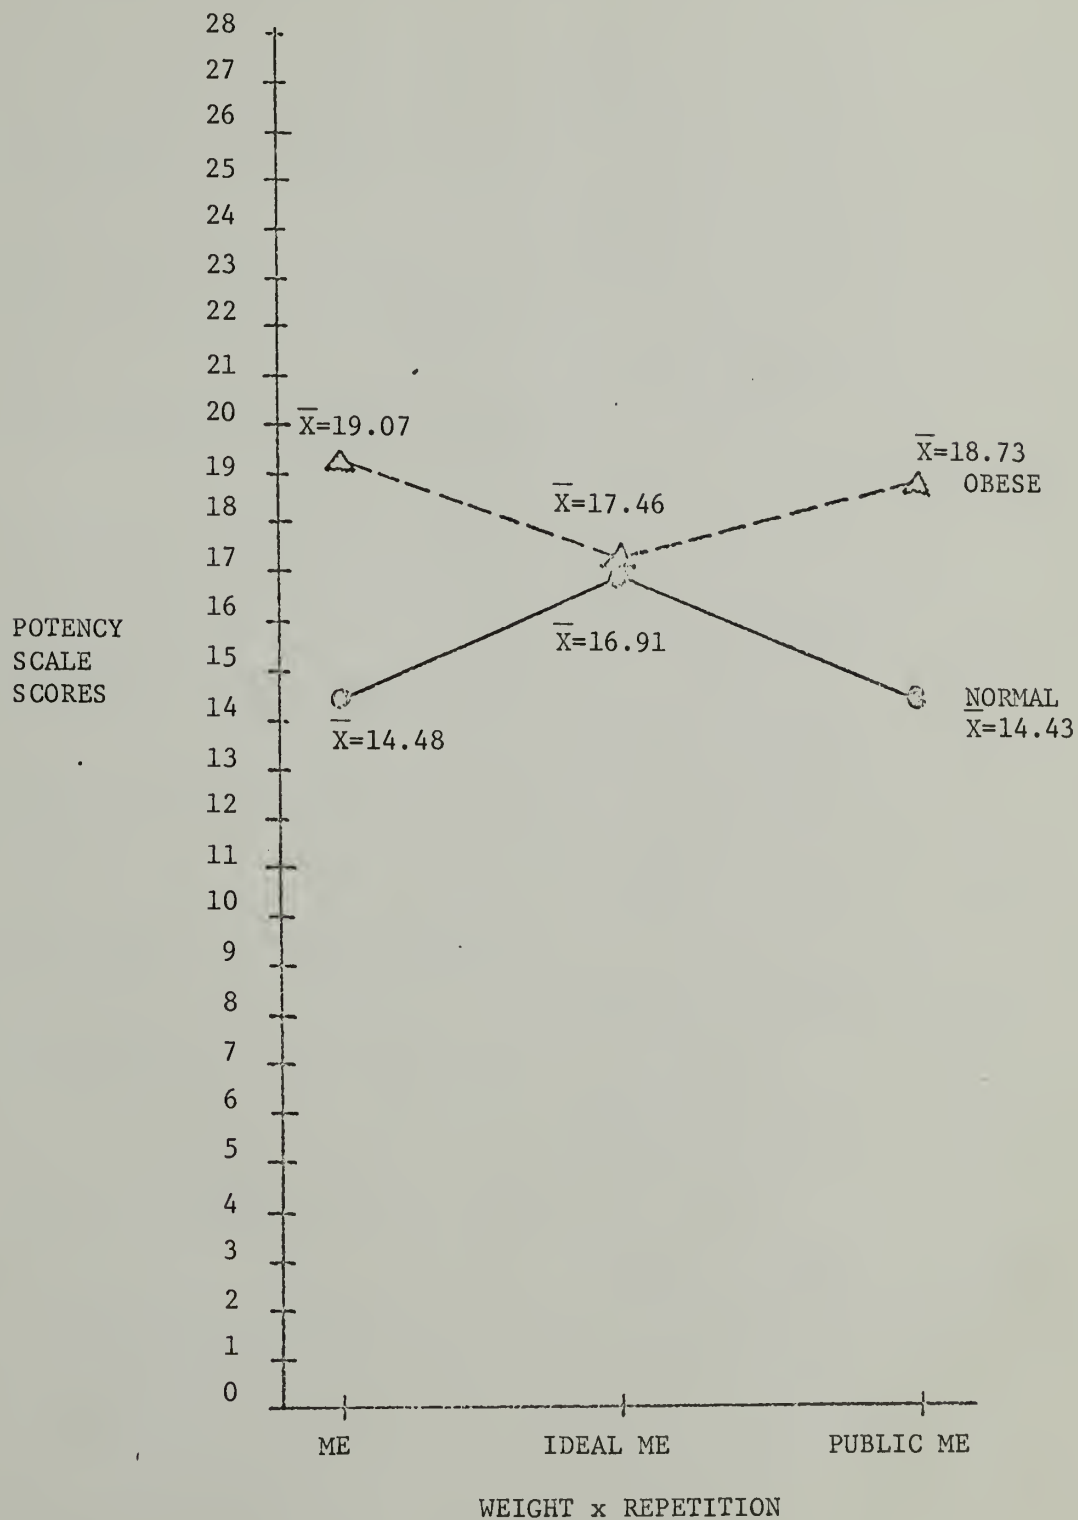 28
27
26
25
24
23
22
21
20
X̅=19.07
19
X̅=18.73
OBESE
18
X̅=17.46
17
16
POTENCY
SCALE
SCORES
X̅=16.91
15
14
NORMAL
X̅=14.43
X̅=14.48
13
12
11
10
9
8
7
6
5
4
3
2
1
0
ME IDEAL ME PUBLIC ME
WEIGHT x REPETITION